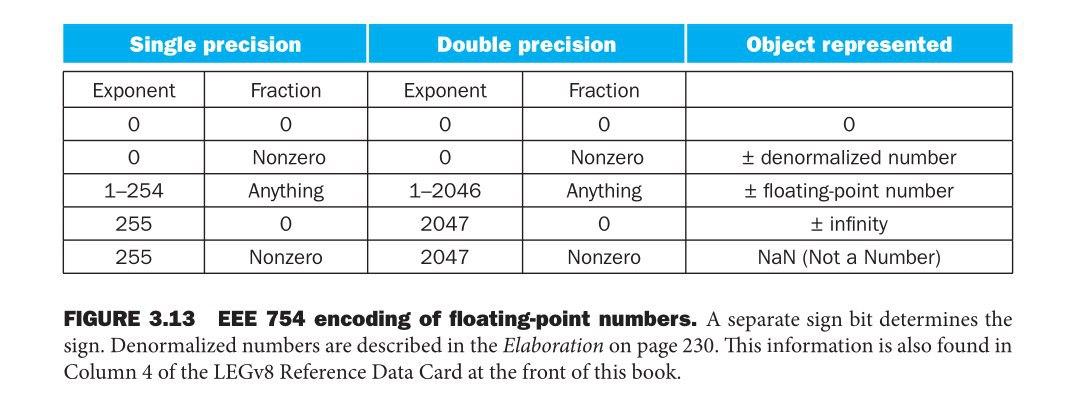 Single precision Double precision Object represented
Exponent Fraction Exponent Fraction
0 0 0 0 0
0 Nonzero 0 Nonzero ± denormalized number
1–254 Anything 1–2046 Anything ± floating-point number
255 0 2047 0 ± infinity
255 Nonzero 2047 Nonzero NaN (Not a Number)
FIGURE 3.13 EEE 754 encoding of floating-point numbers. A separate sign bit determines the
sign. Denormalized numbers are described in the Elaboration on page 230. This information is also found in
Column 4 of the LEGv8 Reference Data Card at the front of this book.